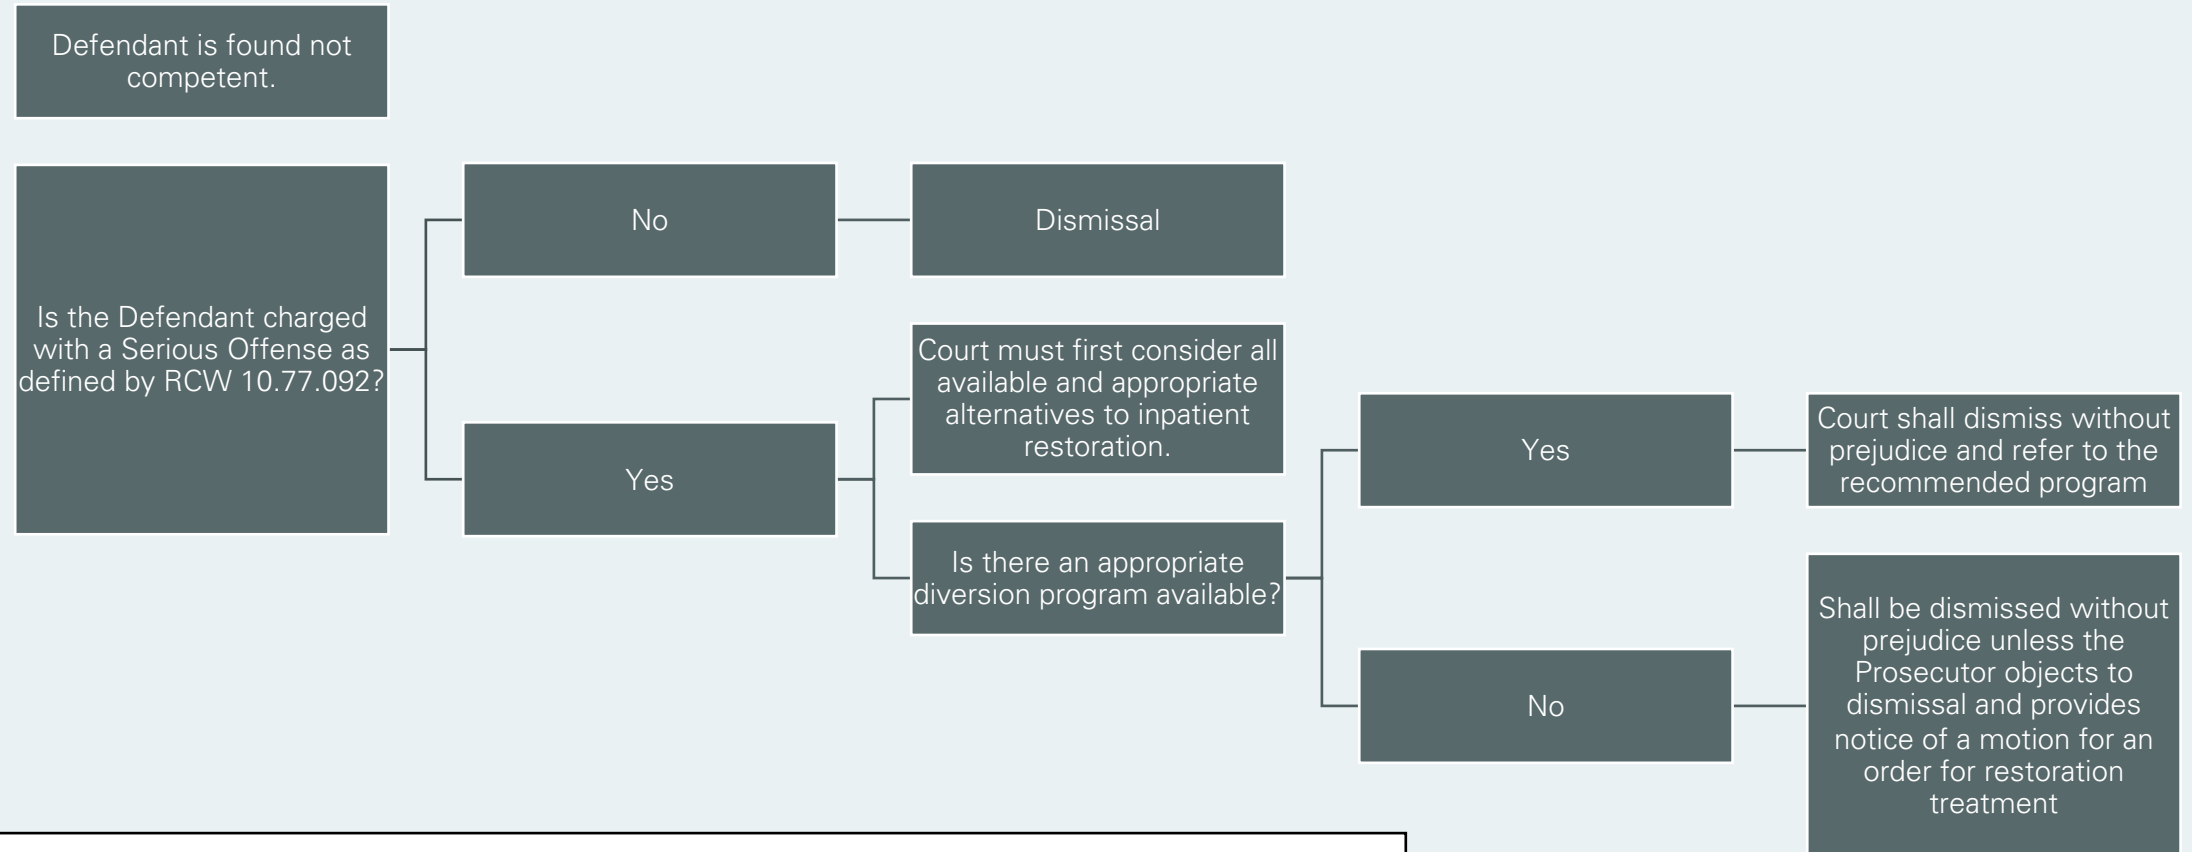 Defendant is found not
competent.
Is the Defendant charged
with a Serious Offense as
defined by RCW 10.77.092?
No
Dismissal
Yes
Court must first consider all
available and appropriate
alternatives to inpatient
restoration.
Is there an appropriate
diversion program available?
Yes
Court shall dismiss without
prejudice and refer to the
recommended program
No
Shall be dismissed without
prejudice unless the
Prosecutor objects to
dismissal and provides
notice of a motion for an
order for restoration
treatment